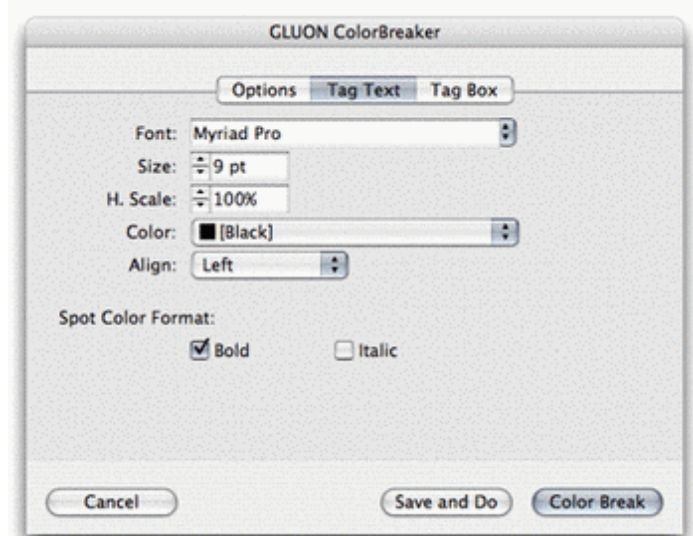 GLUON ColorBreaker
Options Tag Text Tag Box
Font: Myriad Pro
Size: 9 pt
H. Scale: 100%
Color: [Black]
Align: Left
Spot Color Format:
Bold Italic
Cancel Save and Do Color Break